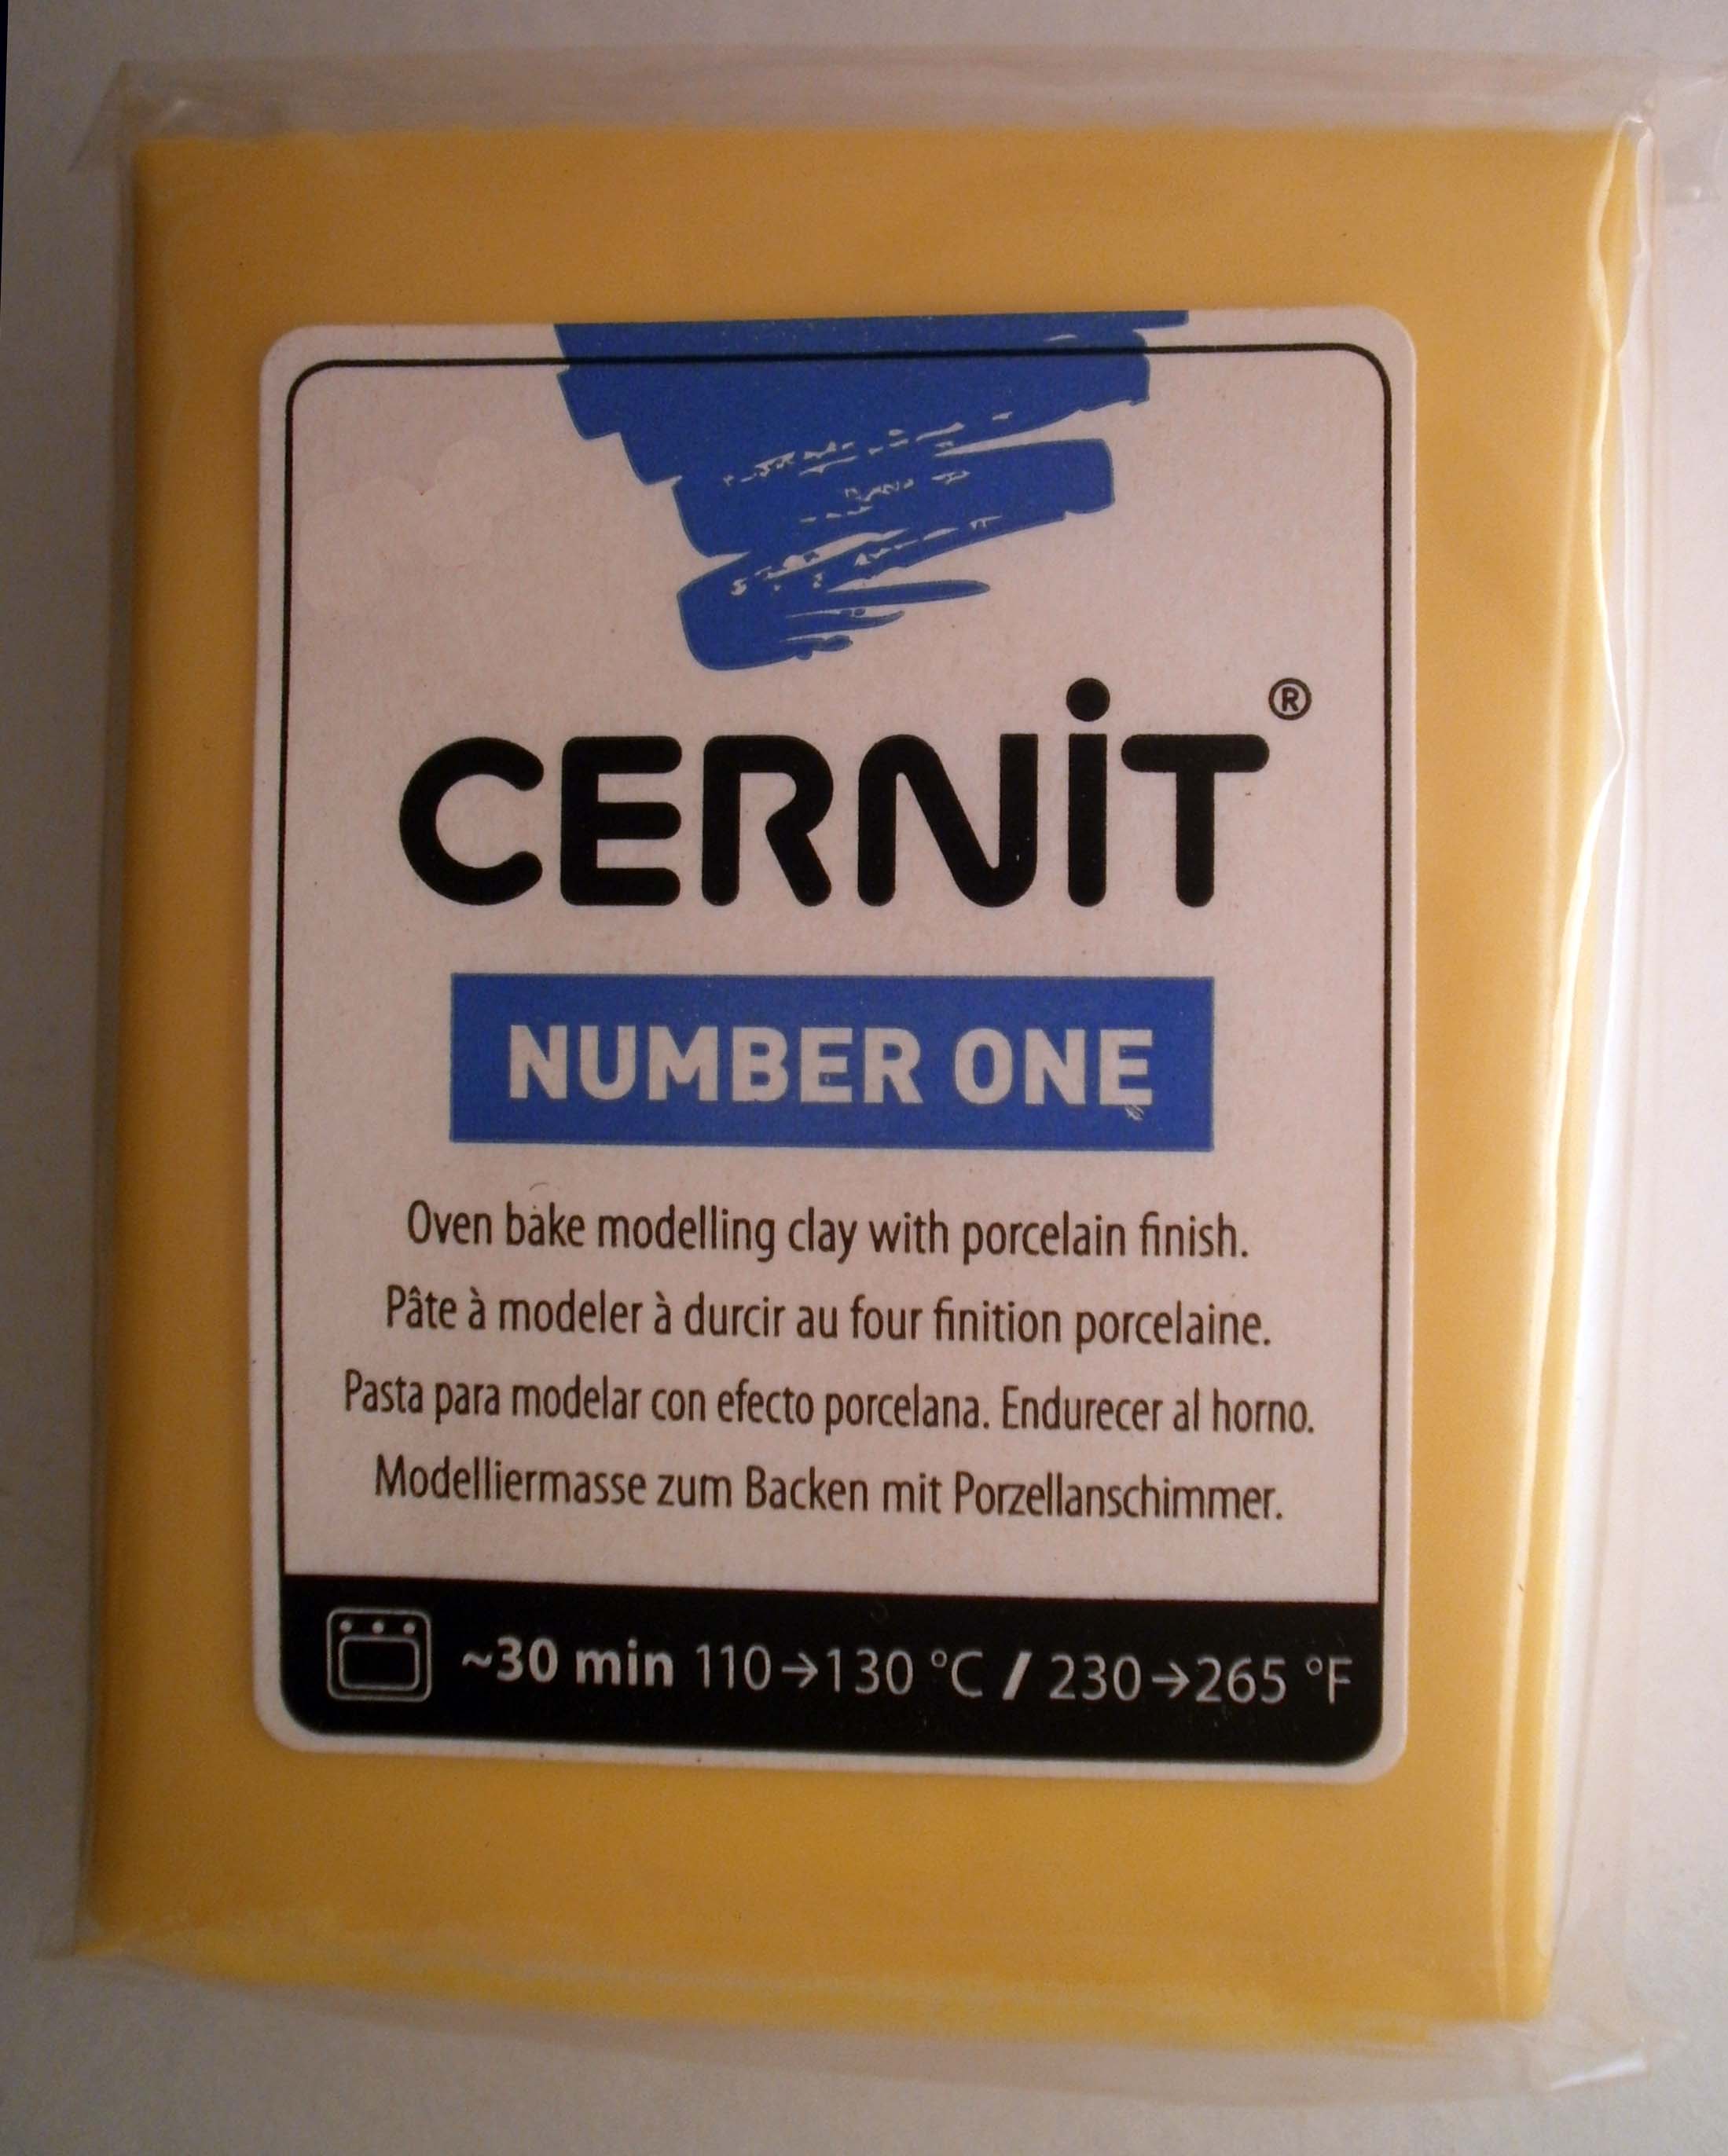 CERNiT®
NUMBER ONE
Oven bake modelling clay with porcelain finish.
Pâte à modeler à durcir au four finition porcelaine.
Pasta para modelar con efecto porcelana. Endurecer al horno.
Modelliermasse zum Backen mit Porzellanschimmer.
~30 min 110→130 °C / 230→265 °F